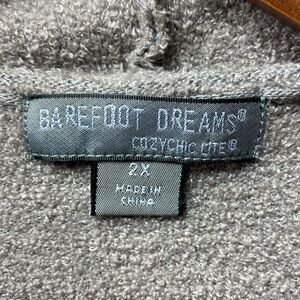 BAREFOOT DREAMS®
COZYCHIC LITE®
2X
MADE IN
CHINA